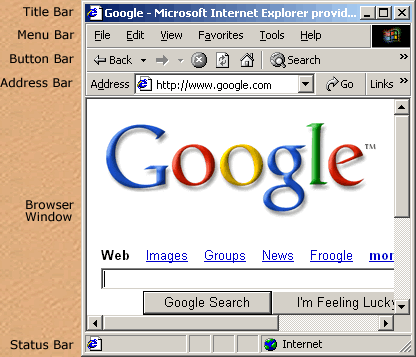 Title Bar
Google - Microsoft Internet Explorer provid...
Menu Bar
File Edit View Favorites Tools Help
Button Bar
Back Search »
Address Bar
Address http://www.google.com Go Links »
Google™
Browser
Window
Web Images Groups News Froogle mor
Google Search I'm Feeling Lucky
Status Bar
Internet